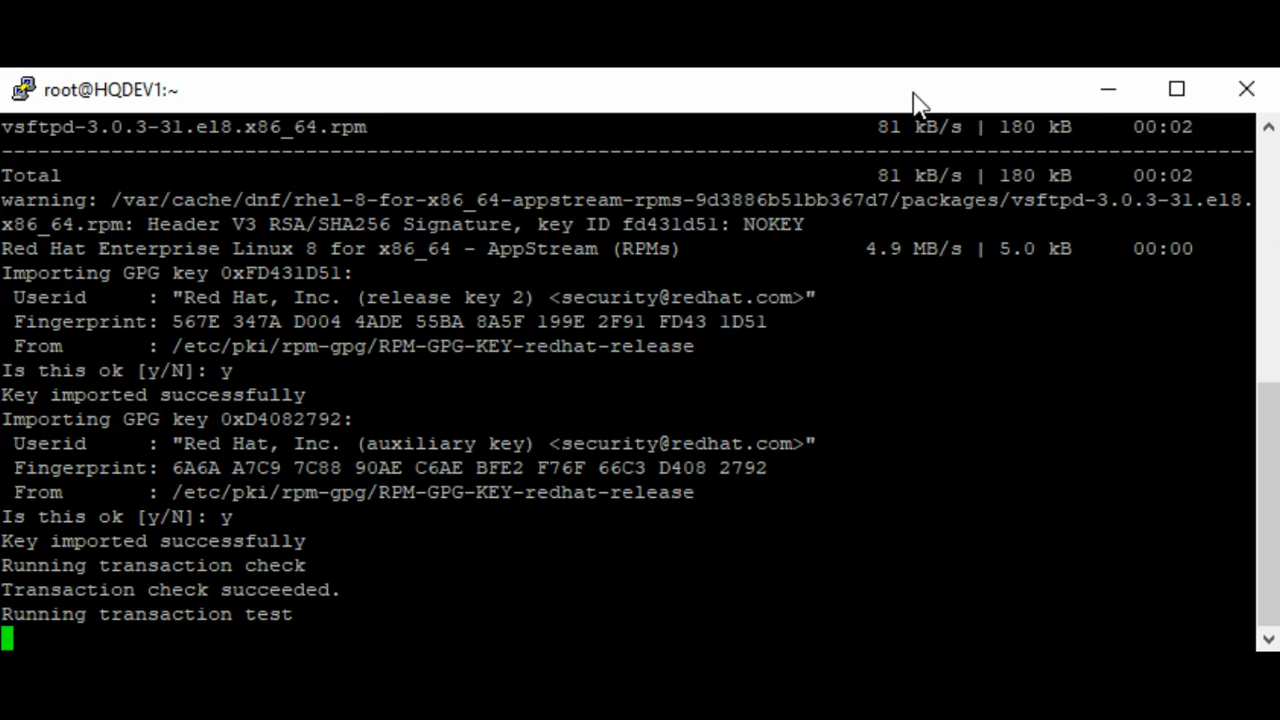 root@HQDEV1:~
vsftpd-3.0.3-31.el8.x86_64.rpm 81 kB/s | 180 kB 00:02
--------------------------------------------------------------------------------
Total 81 kB/s | 180 kB 00:02
warning: /var/cache/dnf/rhel-8-for-x86_64-appstream-rpms-9d3886b51bb367d7/packages/vsftpd-3.0.3-31.el8.
x86_64.rpm: Header V3 RSA/SHA256 Signature, key ID fd431d51: NOKEY
Red Hat Enterprise Linux 8 for x86_64 - AppStream (RPMs) 4.9 MB/s | 5.0 kB 00:00
Importing GPG key 0xFD431D51:
Userid : "Red Hat, Inc. (release key 2) <security@redhat.com>"
Fingerprint: 567E 347A D004 4ADE 55BA 8A5F 199E 2F91 FD43 1D51
From : /etc/pki/rpm-gpg/RPM-GPG-KEY-redhat-release
Is this ok [y/N]: y
Key imported successfully
Importing GPG key 0xD4082792:
Userid : "Red Hat, Inc. (auxiliary key) <security@redhat.com>"
Fingerprint: 6A6A A7C9 7C88 90AE C6AE BFE2 F76F 66C3 D408 2792
From : /etc/pki/rpm-gpg/RPM-GPG-KEY-redhat-release
Is this ok [y/N]: y
Key imported successfully
Running transaction check
Transaction check succeeded.
Running transaction test